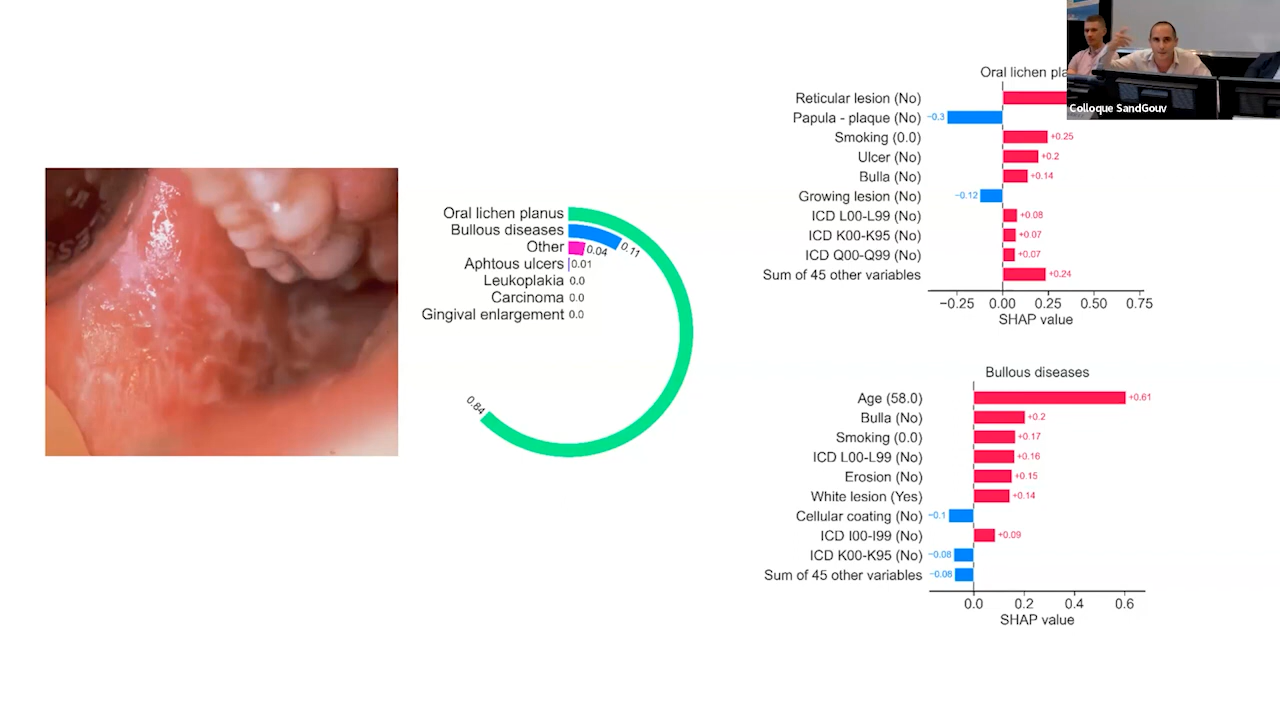 Oral lichen planus
Bullous diseases
Other
Aphtous ulcers
Leukoplakia
Carcinoma
Gingival enlargement
0.11
0.04
0.01
0.0
0.0
0.0
0.84
Oral lichen
Reticular lesion (No)
Papula - plaque (No) −0.3
Smoking (0.0) +0.25
Ulcer (No) +0.2
Bulla (No) +0.14
Growing lesion (No) −0.12
ICD L00-L99 (No) +0.08
ICD K00-K95 (No) +0.07
ICD Q00-Q99 (No) +0.07
Sum of 45 other variables +0.24
−0.25 0.00 0.25 0.50 0.75
SHAP value
Colloque SandGouv
Bullous diseases
Age (58.0) +0.61
Bulla (No) +0.2
Smoking (0.0) +0.17
ICD L00-L99 (No) +0.16
Erosion (No) +0.15
White lesion (Yes) +0.14
Cellular coating (No) −0.1
ICD I00-I99 (No) +0.09
ICD K00-K95 (No) −0.08
Sum of 45 other variables −0.08
0.0 0.2 0.4 0.6
SHAP value